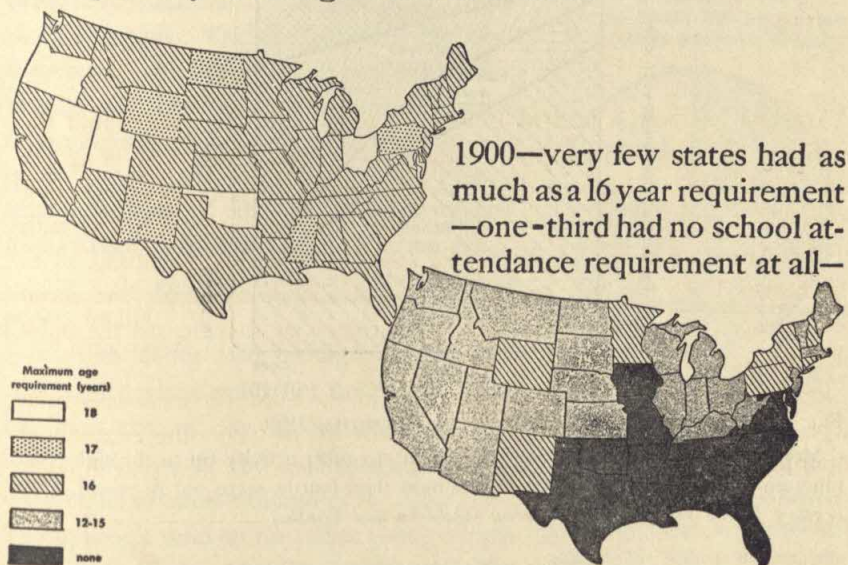 1900—very few states had as
much as a 16 year requirement
—one-third had no school at-
tendance requirement at all—
Maximum age
requirement (years)
18
17
16
12-15
none